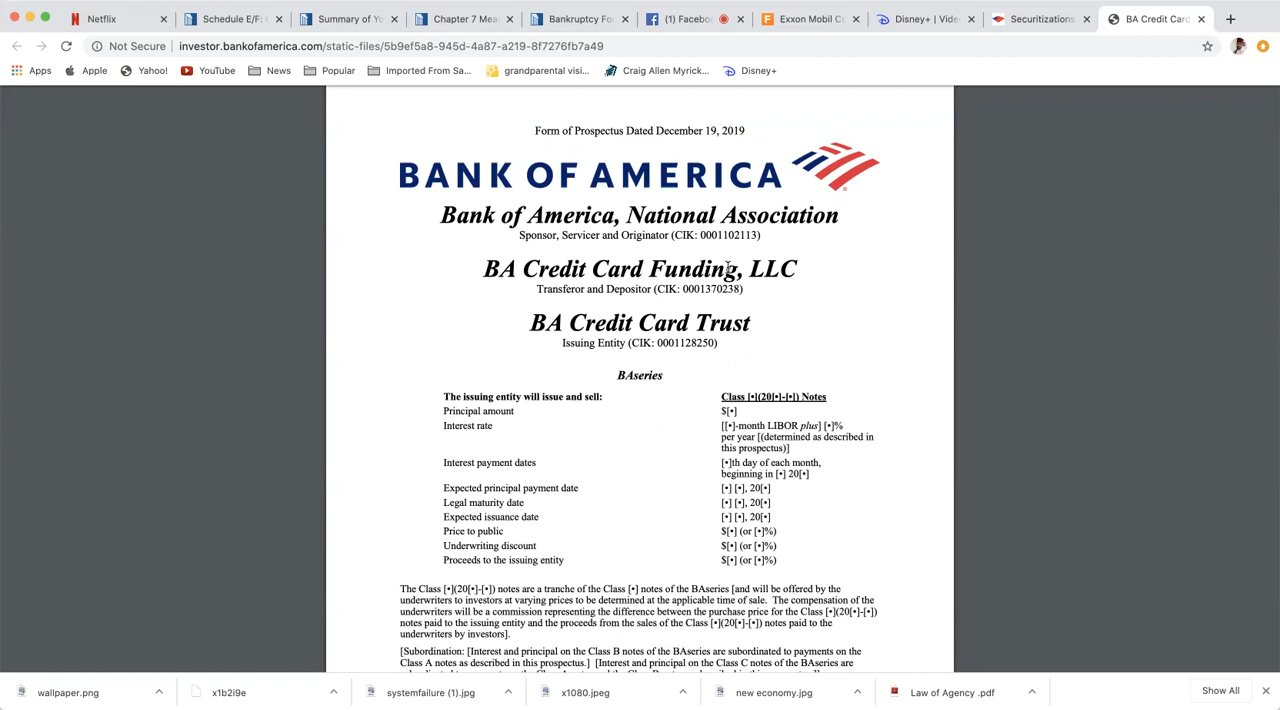 Netflix
Schedule E/F: C
Summary of Yo
Chapter 7 Mea
Bankruptcy Fo
(1) Facebo
Exxon Mobil Co
Disney+ | Vide
Securitizations
BA Credit Card
Not Secure | investor.bankofamerica.com/static-files/5b9ef5a8-945d-4a87-a219-8f7276fb7a49
Apps Apple Yahoo! YouTube News Popular Imported From Sa... grandparental visi... Craig Allen Myrick... Disney+
Form of Prospectus Dated December 19, 2019
BANK OF AMERICA
Bank of America, National Association
Sponsor, Servicer and Originator (CIK: 0001102113)
BA Credit Card Funding, LLC
Transferor and Depositor (CIK: 0001370238)
BA Credit Card Trust
Issuing Entity (CIK: 0001128250)
BAseries
The issuing entity will issue and sell: Class [•](20[•]-[•]) Notes
Principal amount $[•]
Interest rate [[•]-month LIBOR plus] [•]%
per year [(determined as described in
this prospectus)]
Interest payment dates [•]th day of each month,
beginning in [•] 20[•]
Expected principal payment date [•] [•], 20[•]
Legal maturity date [•] [•], 20[•]
Expected issuance date [•] [•], 20[•]
Price to public $[•] (or [•]%)
Underwriting discount $[•] (or [•]%)
Proceeds to the issuing entity $[•] (or [•]%)
The Class [•](20[•]-[•]) notes are a tranche of the Class [•] notes of the BAseries [and will be offered by the
underwriters to investors at varying prices to be determined at the applicable time of sale. The compensation of the
underwriters will be a commission representing the difference between the purchase price for the Class [•](20[•]-[•])
notes paid to the issuing entity and the proceeds from the sales of the Class [•](20[•]-[•]) notes paid to the
underwriters by investors].
[Subordination: [Interest and principal on the Class B notes of the BAseries are subordinated to payments on the
Class A notes as described in this prospectus.] [Interest and principal on the Class C notes of the BAseries are
wallpaper.png
x1b2i9e
systemfailure (1).jpg
x1080.jpeg
new economy.jpg
Law of Agency .pdf
Show All